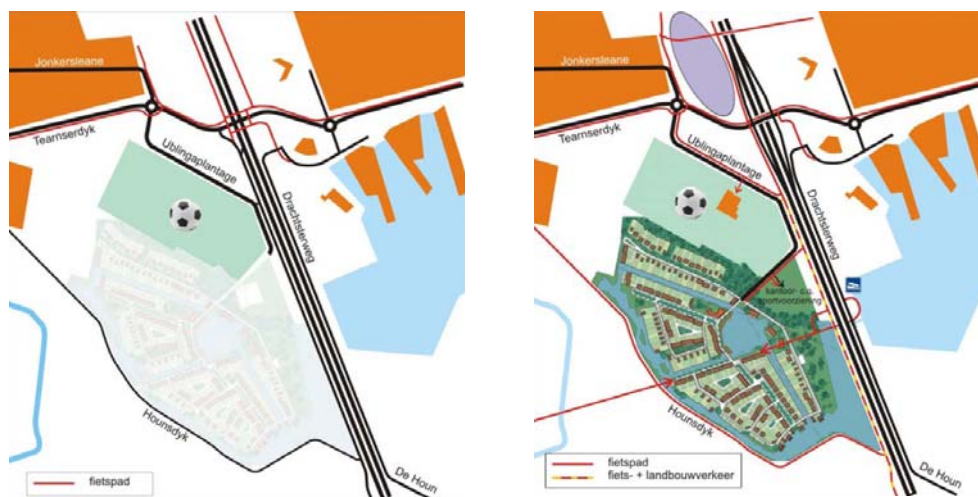 Jonkersleane
Tearnserdyk
Ublingaplantage
Drachtsterweg
Hounsdyk
De Houn
fietspad
Jonkersleane
Tearnserdyk
Ublingaplantage
Drachtsterweg
kantoor- c.q.
sportvoorziening
Hounsdyk
De Houn
fietspad
fiets- + landbouwverkeer